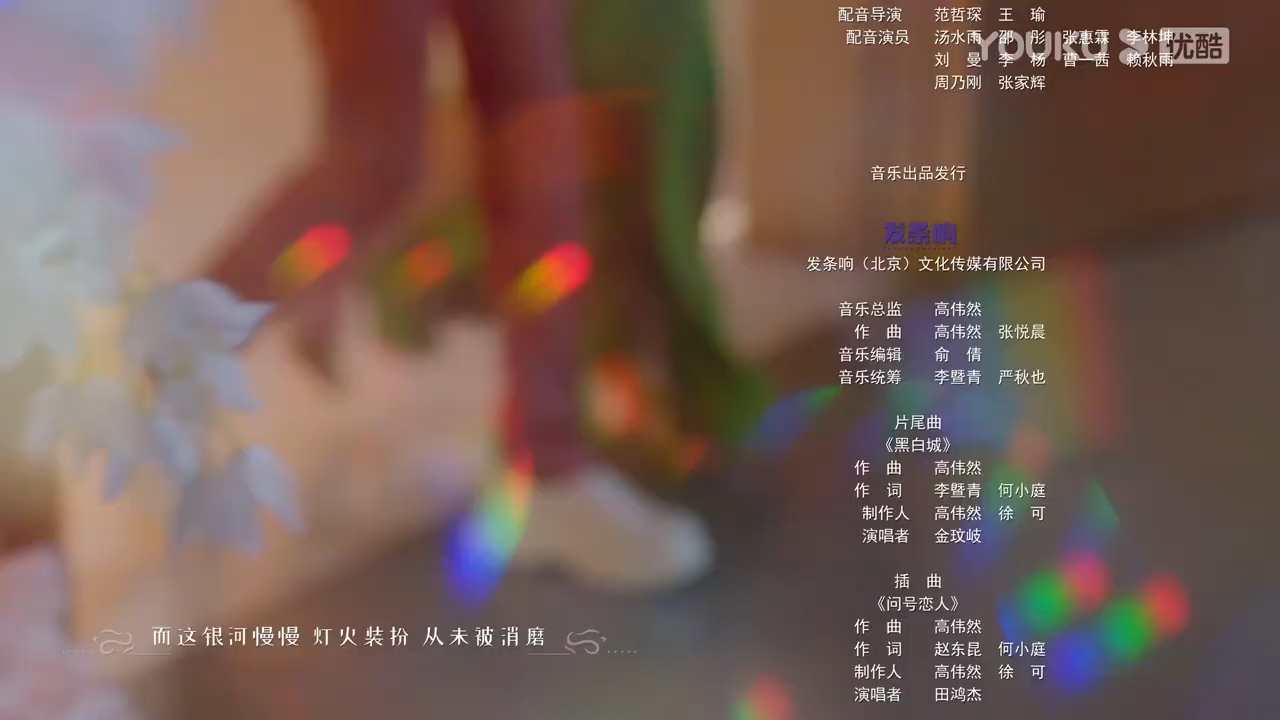 配音导演 范哲琛 王 瑜
配音演员 汤水雨 邵 彤 张惠霖 李林坤
YOUKU 优酷
刘 曼 李 杨 曹一茜 赖秋雨
周乃刚 张家辉
音乐出品发行
发条响
发条响（北京）文化传媒有限公司
音乐总监 高伟然
作 曲 高伟然 张悦晨
音乐编辑 俞 倩
音乐统筹 李暨青 严秋也
片尾曲
《黑白城》
作 曲 高伟然
作 词 李暨青 何小庭
制作人 高伟然 徐 可
演唱者 金玟岐
插 曲
《问号恋人》
作 曲 高伟然
作 词 赵东昆 何小庭
制作人 高伟然 徐 可
演唱者 田鸿杰
而这银河慢慢 灯火装扮 从未被消磨